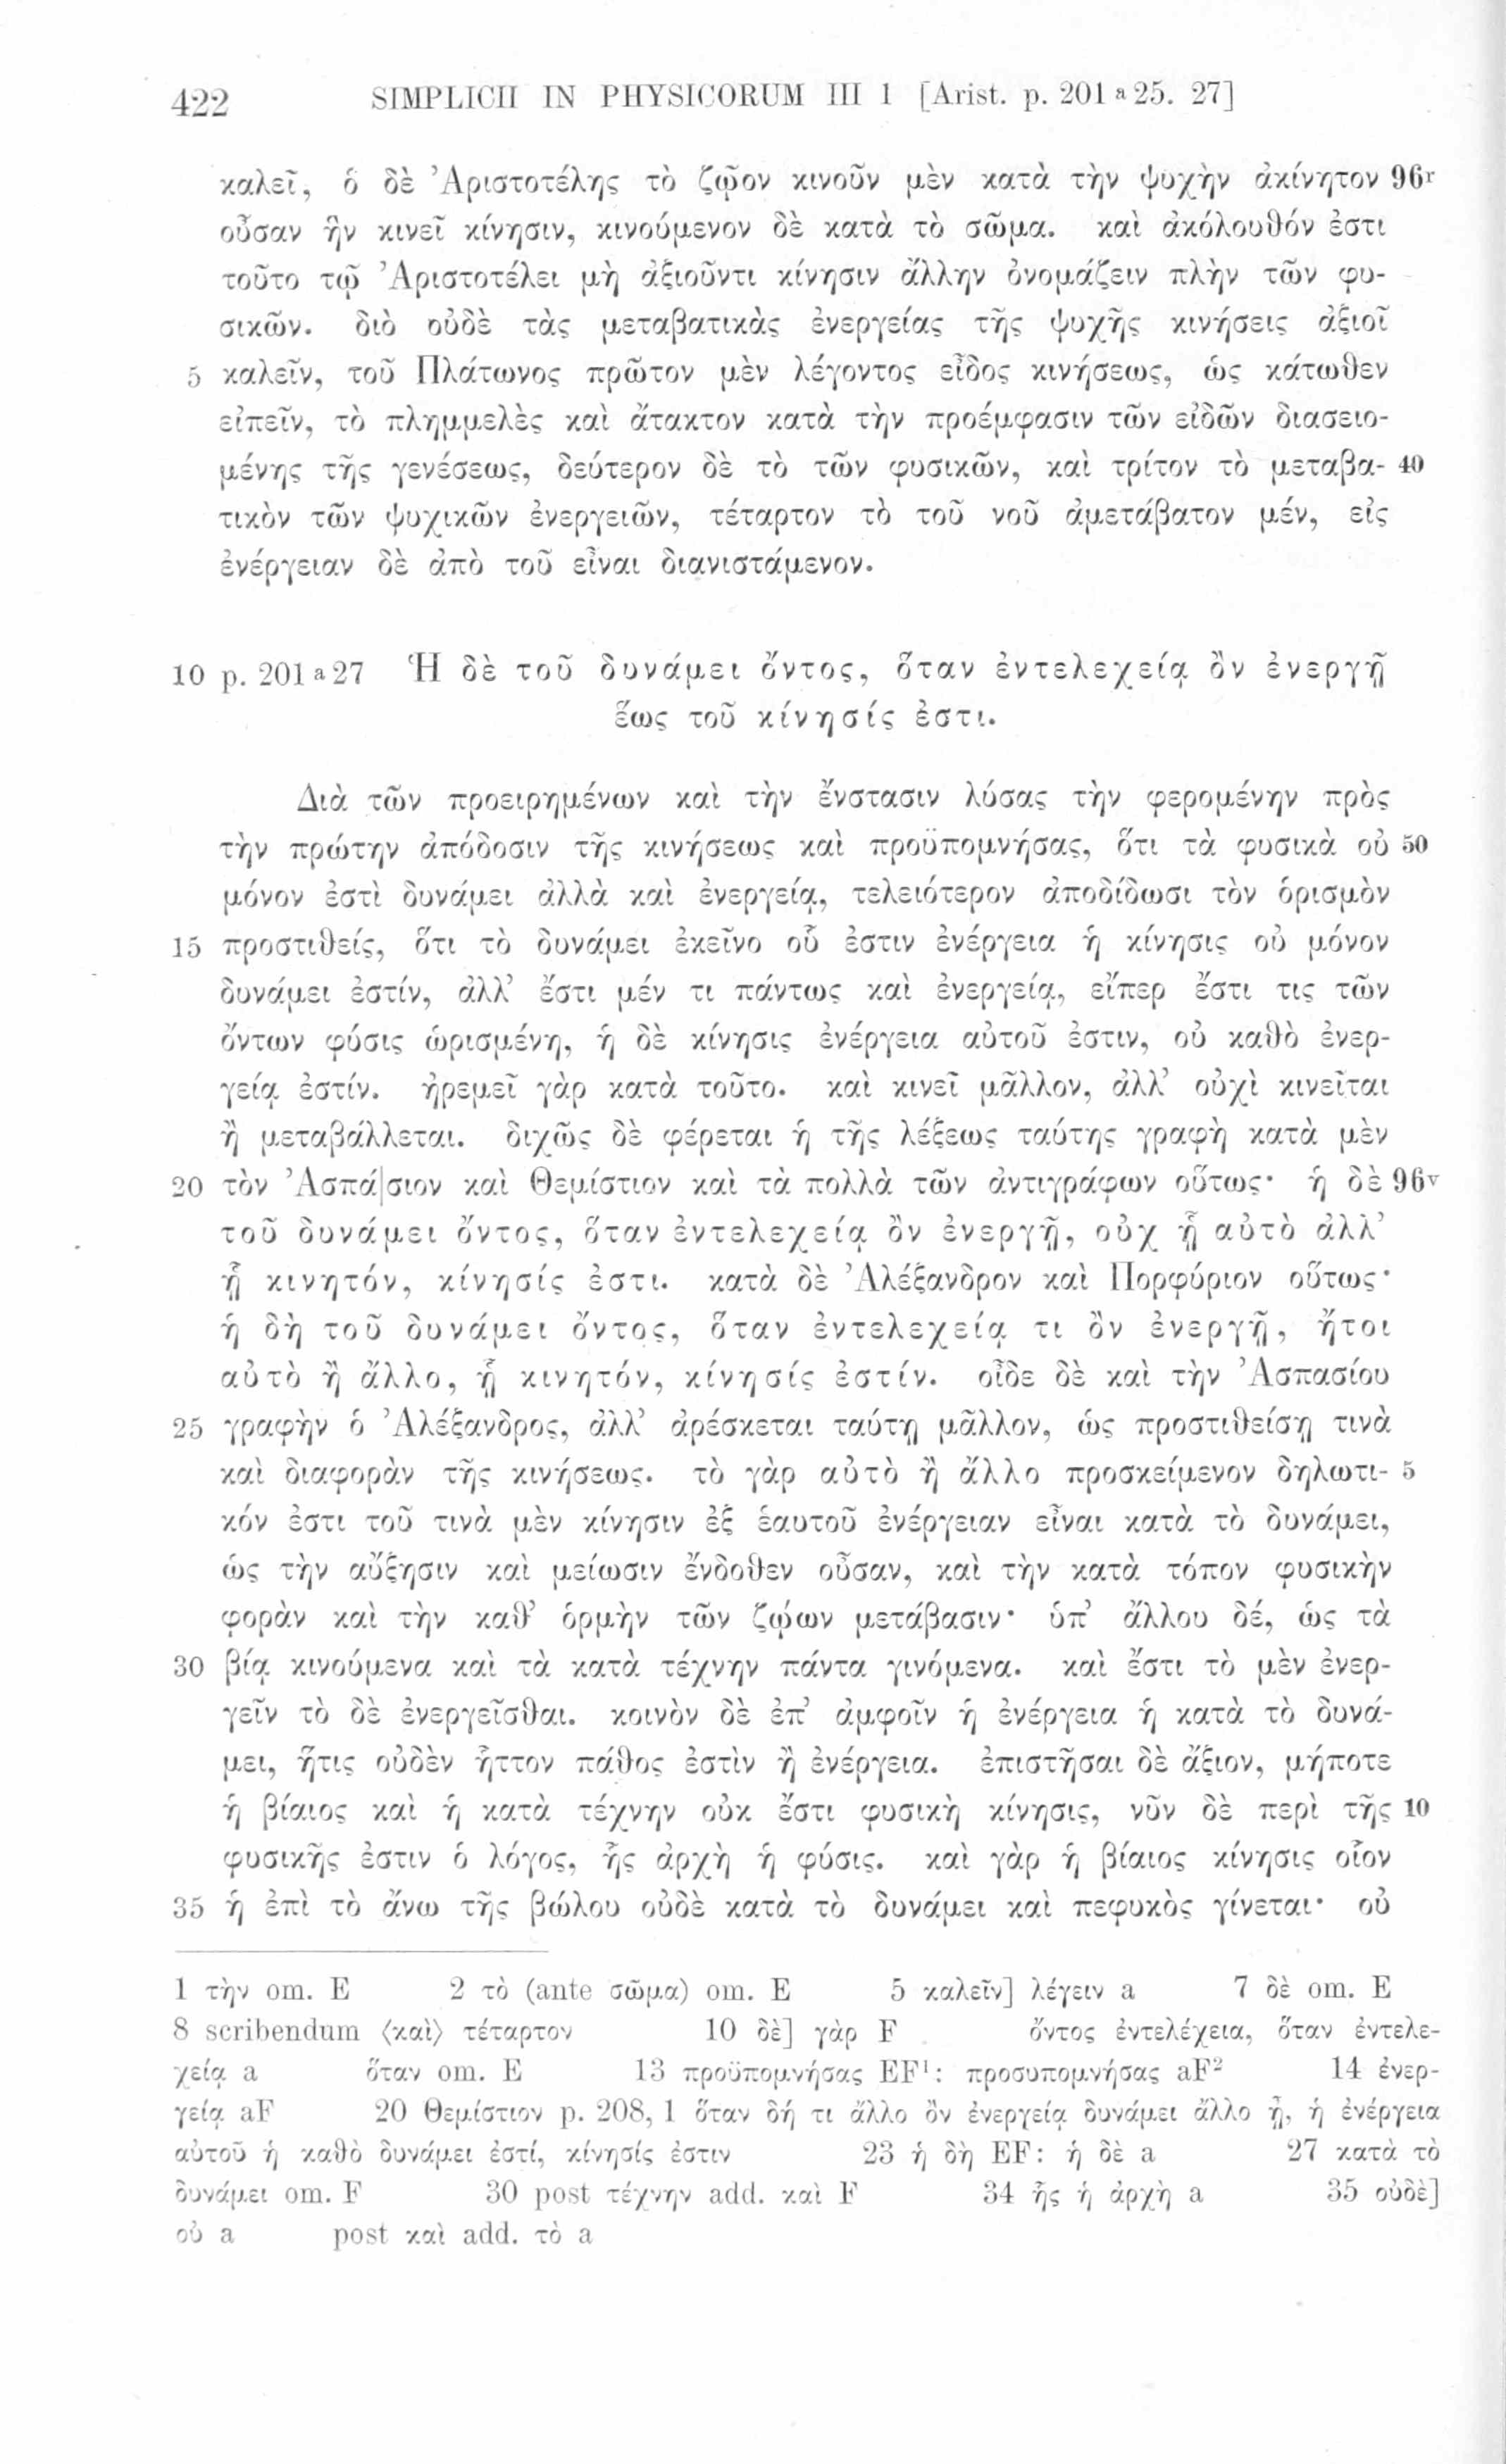 422 SIMPLICII IN PHYSICORUM III 1 [Arist. p. 201 a 25. 27]
καλεῖ, ὁ δὲ Ἀριστοτέλης τὸ ζῷον κινοῦν μὲν κατὰ τὴν ψυχὴν ἀκίνητον 96r
οὖσαν ἣν κινεῖ κίνησιν, κινούμενον δὲ κατὰ τὸ σῶμα. καὶ ἀκόλουθόν ἐστι
τοῦτο τῷ Ἀριστοτέλει μὴ ἀξιοῦντι κίνησιν ἄλλην ὀνομάζειν πλὴν τῶν φυ-
σικῶν. διὸ οὐδὲ τὰς μεταβατικὰς ἐνεργείας τῆς ψυχῆς κινήσεις ἀξιοῖ
5 καλεῖν, τοῦ Πλάτωνος πρῶτον μὲν λέγοντος εἶδος κινήσεως, ὡς κάτωθεν
εἰπεῖν, τὸ πλημμελὲς καὶ ἄτακτον κατὰ τὴν προέμφασιν τῶν εἰδῶν διασειο-
μένης τῆς γενέσεως, δεύτερον δὲ τὸ τῶν φυσικῶν, καὶ τρίτον τὸ μεταβα- 40
τικὸν τῶν ψυχικῶν ἐνεργειῶν, τέταρτον τὸ τοῦ νοῦ ἀμετάβατον μέν, εἰς
ἐνέργειαν δὲ ἀπὸ τοῦ εἶναι διανιστάμενον.
10 p. 201 a 27 Ἡ δὲ τοῦ δυνάμει ὄντος, ὅταν ἐντελεχείᾳ ὂν ἐνεργῇ
ἕως τοῦ κίνησίς ἐστι.
Διὰ τῶν προειρημένων καὶ τὴν ἔνστασιν λύσας τὴν φερομένην πρὸς
τὴν πρώτην ἀπόδοσιν τῆς κινήσεως καὶ προϋπομνήσας, ὅτι τὰ φυσικὰ οὐ 50
μόνον ἐστὶ δυνάμει ἀλλὰ καὶ ἐνεργείᾳ, τελειότερον ἀποδίδωσι τὸν ὁρισμὸν
15 προστιθείς, ὅτι τὸ δυνάμει ἐκεῖνο οὗ ἐστιν ἐνέργεια ἡ κίνησις οὐ μόνον
δυνάμει ἐστίν, ἀλλ’ ἔστι μέν τι πάντως καὶ ἐνεργείᾳ, εἴπερ ἔστι τις τῶν
ὄντων φύσις ὡρισμένη, ἡ δὲ κίνησις ἐνέργεια αὐτοῦ ἐστιν, οὐ καθὸ ἐνερ-
γείᾳ ἐστίν. ἠρεμεῖ γὰρ κατὰ τοῦτο. καὶ κινεῖ μᾶλλον, ἀλλ’ οὐχὶ κινεῖται
ἢ μεταβάλλεται. διχῶς δὲ φέρεται ἡ τῆς λέξεως ταύτης γραφὴ κατὰ μὲν
20 τὸν Ἀσπά|σιον καὶ Θεμίστιον καὶ τὰ πολλὰ τῶν ἀντιγράφων οὕτως· ἡ δὲ 96v
τοῦ δυνάμει ὄντος, ὅταν ἐντελεχείᾳ ὂν ἐνεργῇ, οὐχ ᾗ αὐτὸ ἀλλ’
ᾗ κινητόν, κίνησίς ἐστι. κατὰ δὲ Ἀλέξανδρον καὶ Πορφύριον οὕτως·
ἡ δὴ τοῦ δυνάμει ὄντος, ὅταν ἐντελεχείᾳ τι ὂν ἐνεργῇ, ἤτοι
αὐτὸ ἢ ἄλλο, ᾗ κινητόν, κίνησίς ἐστίν. οἶδε δὲ καὶ τὴν Ἀσπασίου
25 γραφὴν ὁ Ἀλέξανδρος, ἀλλ’ ἀρέσκεται ταύτῃ μᾶλλον, ὡς προστιθείσῃ τινὰ
καὶ διαφορὰν τῆς κινήσεως. τὸ γὰρ αὐτὸ ἢ ἄλλο προσκείμενον δηλωτι- 5
κόν ἐστι τοῦ τινὰ μὲν κίνησιν ἐξ ἑαυτοῦ ἐνέργειαν εἶναι κατὰ τὸ δυνάμει,
ὡς τὴν αὔξησιν καὶ μείωσιν ἔνδοθεν οὖσαν, καὶ τὴν κατὰ τόπον φυσικὴν
φορὰν καὶ τὴν καθ’ ὁρμὴν τῶν ζῴων μετάβασιν· ὑπ’ ἄλλου δέ, ὡς τὰ
30 βίᾳ κινούμενα καὶ τὰ κατὰ τέχνην πάντα γινόμενα. καὶ ἔστι τὸ μὲν ἐνερ-
γεῖν τὸ δὲ ἐνεργεῖσθαι. κοινὸν δὲ ἐπ’ ἀμφοῖν ἡ ἐνέργεια ἡ κατὰ τὸ δυνά-
μει, ἥτις οὐδὲν ἧττον πάθος ἐστὶν ἢ ἐνέργεια. ἐπιστῆσαι δὲ ἄξιον, μήποτε
ἡ βίαιος καὶ ἡ κατὰ τέχνην οὐκ ἔστι φυσικὴ κίνησις, νῦν δὲ περὶ τῆς 10
φυσικῆς ἐστιν ὁ λόγος, ἧς ἀρχὴ ἡ φύσις. καὶ γὰρ ἡ βίαιος κίνησις οἷον
35 ἡ ἐπὶ τὸ ἄνω τῆς βώλου οὐδὲ κατὰ τὸ δυνάμει καὶ πεφυκὸς γίνεται· οὐ
1 τὴν om. E 2 τὸ (ante σῶμα) om. E 5 καλεῖν] λέγειν a 7 δὲ om. E
8 scribendum ⟨καὶ⟩ τέταρτον 10 δὲ] γὰρ F ὄντος ἐντελέχεια, ὅταν ἐντελε-
χείᾳ a ὅταν om. E 13 προϋπομνήσας EF¹: προσυπομνήσας aF² 14 ἐνερ-
γείᾳ aF 20 Θεμίστιον p. 208, 1 ὅταν δή τι ἄλλο ὂν ἐνεργείᾳ δυνάμει ἄλλο ᾖ, ἡ ἐνέργεια
αὐτοῦ ἡ καθὸ δυνάμει ἐστί, κίνησίς ἐστιν 23 ἡ δὴ EF: ἡ δὲ a 27 κατὰ τὸ
δυνάμει om. F 30 post τέχνην add. καὶ F 34 ἧς ἡ ἀρχὴ a 35 οὐδὲ]
οὐ a post καὶ add. τὸ a